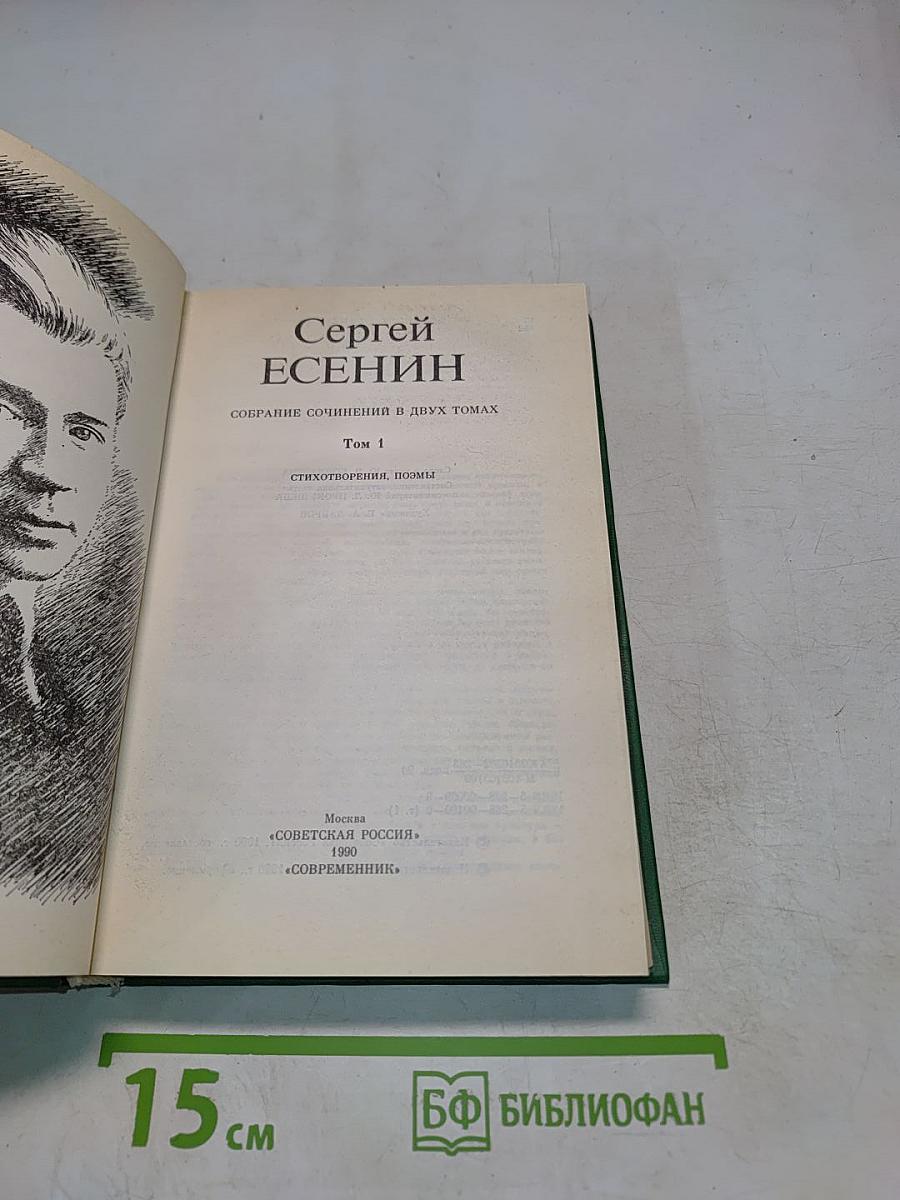 Сергей
ЕСЕНИН
СОБРАНИЕ СОЧИНЕНИЙ В ДВУХ ТОМАХ
Том 1
СТИХОТВОРЕНИЯ, ПОЭМЫ
Москва
«СОВЕТСКАЯ РОССИЯ»
1990
«СОВРЕМЕННИК»
15 см
БФ БИБЛИОФАН